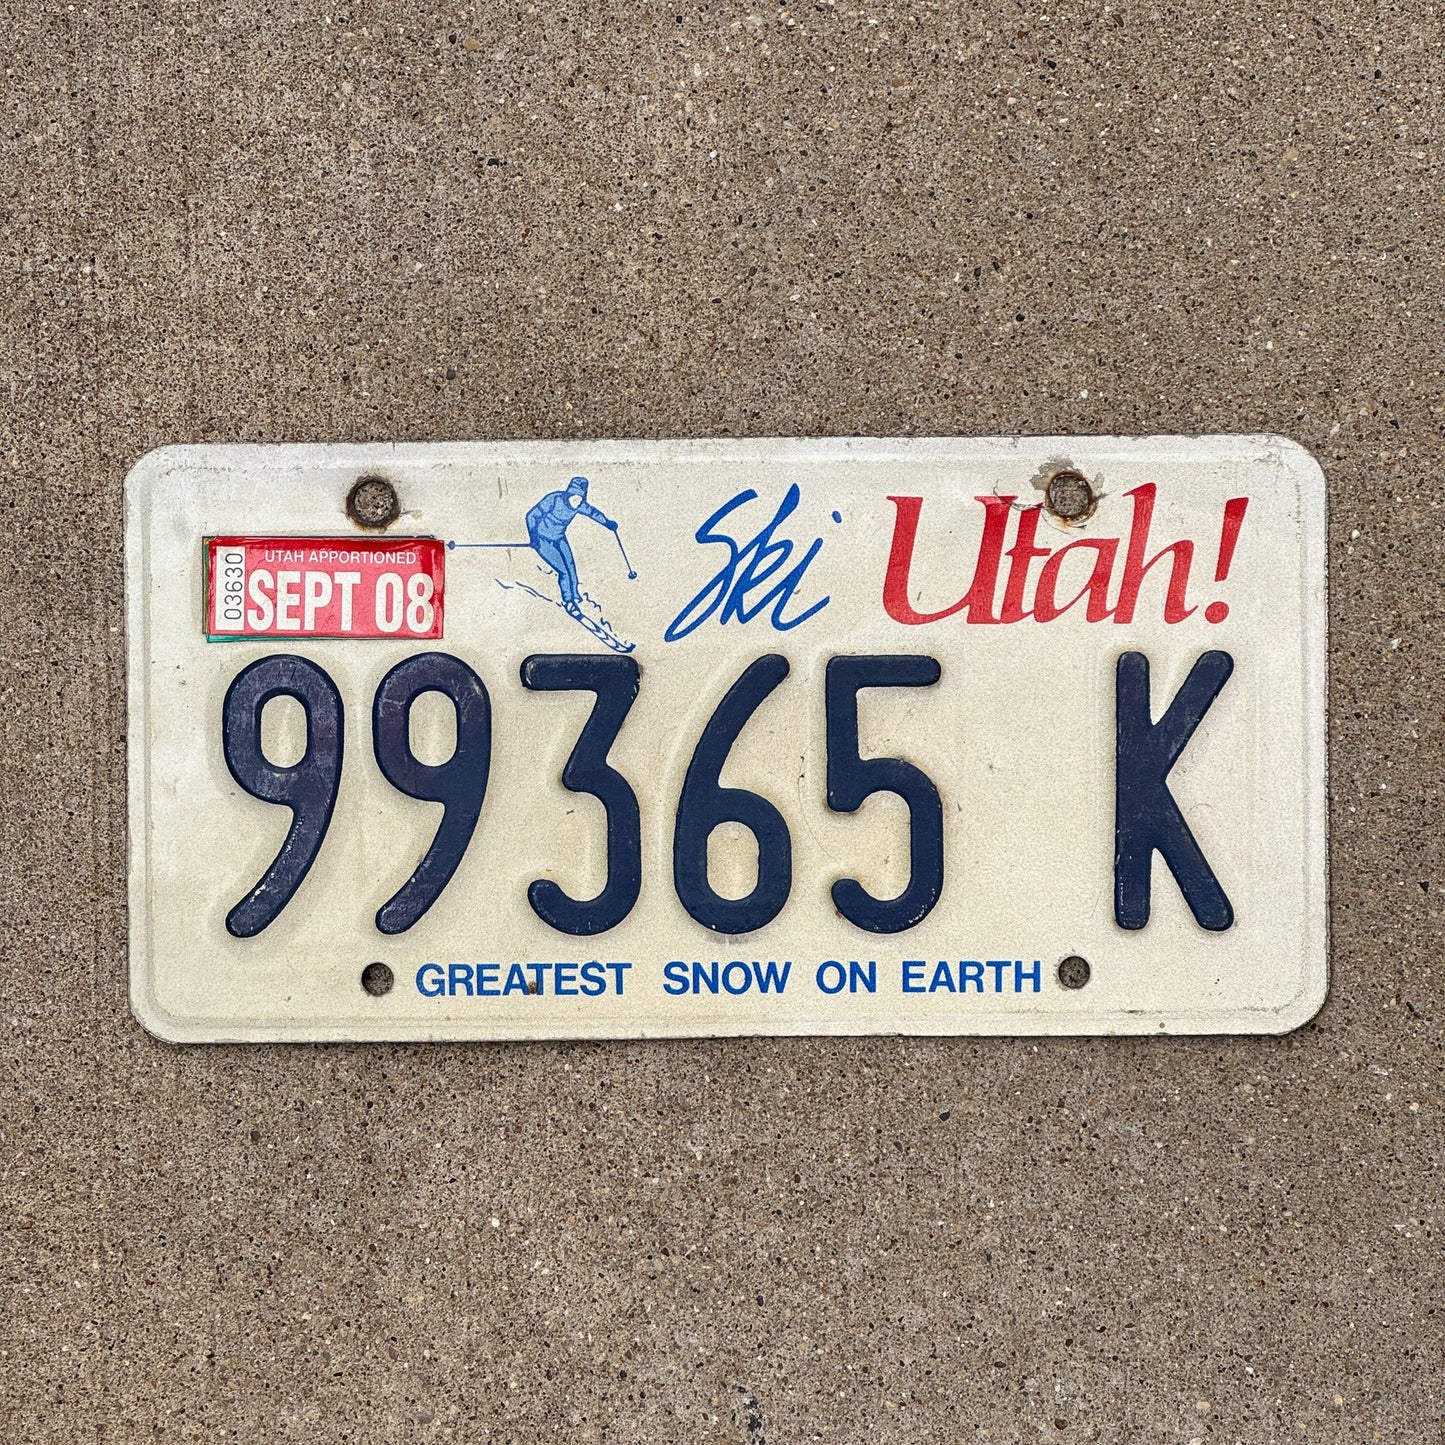 Ski Utah!
UTAH APPORTIONED
03630
SEPT 08
99365 K
GREATEST SNOW ON EARTH